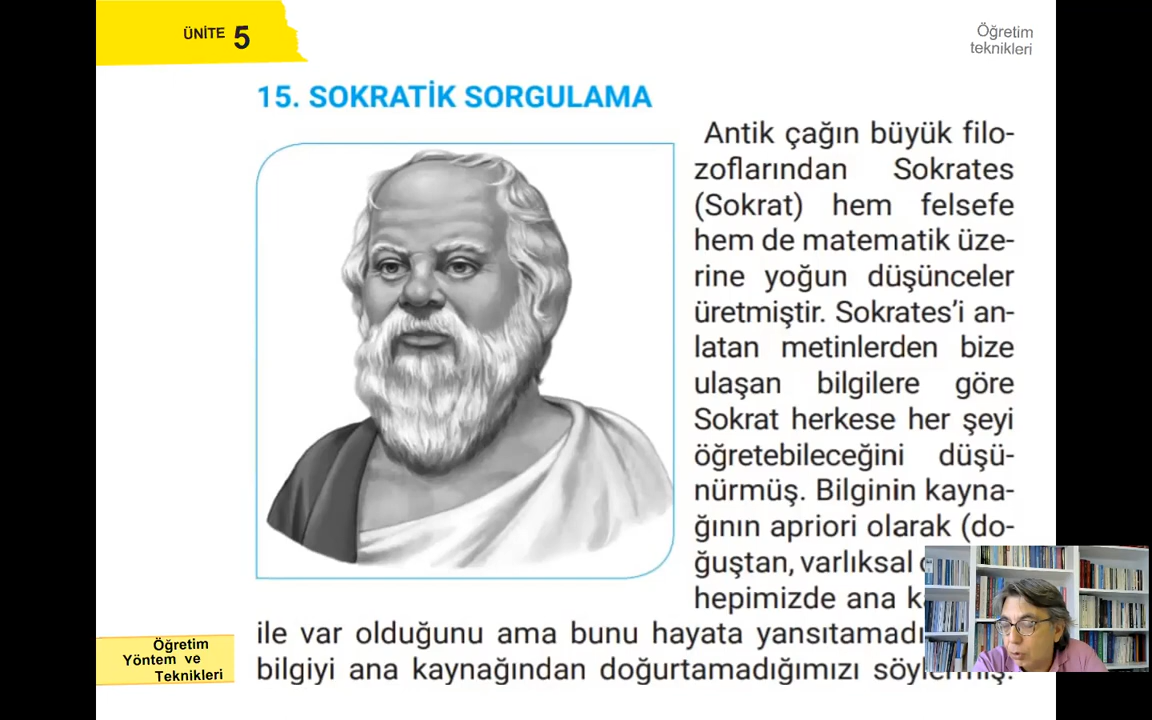 ÜNİTE 5
Öğretim
teknikleri
15. SOKRATİK SORGULAMA
Antik çağın büyük filo-
zoflarından Sokrates
(Sokrat) hem felsefe
hem de matematik üze-
rine yoğun düşünceler
üretmiştir. Sokrates’i an-
latan metinlerden bize
ulaşan bilgilere göre
Sokrat herkese her şeyi
öğretebileceğini düşü-
nürmüş. Bilginin kayna-
ğının apriori olarak (do-
ğuştan, varlıksal
hepimizde ana
ile var olduğunu ama bunu hayata
bilgiyi ana kaynağından doğurtamadığımızı söylermiş.
Öğretim
Yöntem ve
Teknikleri